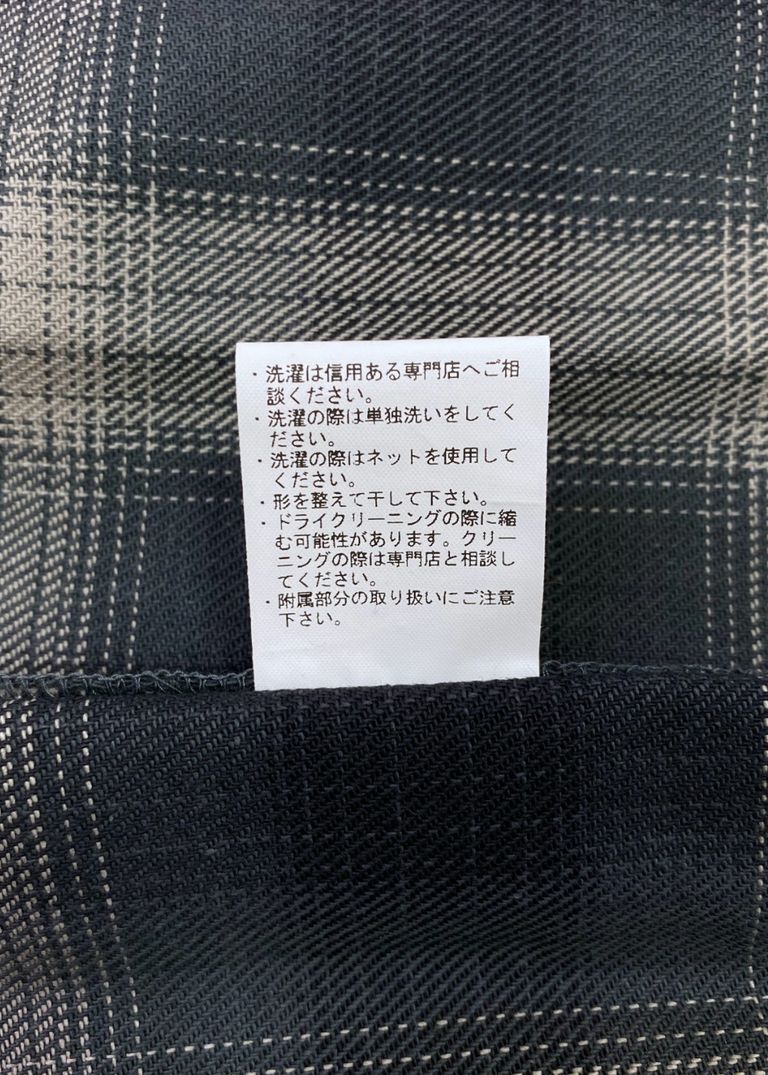 ・洗濯は信用ある専門店へご相
談ください。
・洗濯の際は単独洗いをしてく
ださい。
・洗濯の際はネットを使用して
ください。
・形を整えて干して下さい。
・ドライクリーニングの際に縮
む可能性があります。クリー
ニングの際は専門店と相談し
てください。
・附属部分の取り扱いにご注意
下さい。